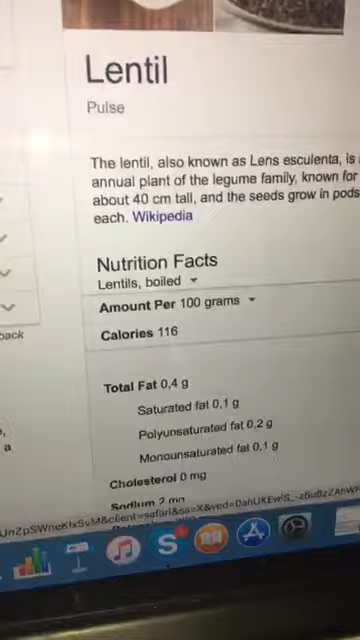 Lentil
Pulse
The lentil, also known as Lens esculenta, is
annual plant of the legume family, known for
about 40 cm tall, and the seeds grow in pods
each. Wikipedia
Nutrition Facts
Lentils, boiled
Amount Per 100 grams
Calories 116
back
a
Total Fat 0,4 g
Saturated fat 0,1 g
Polyunsaturated fat 0,2 g
Monounsaturated fat 0,1 g
Cholesterol 0 mg
Sodium 2 mg